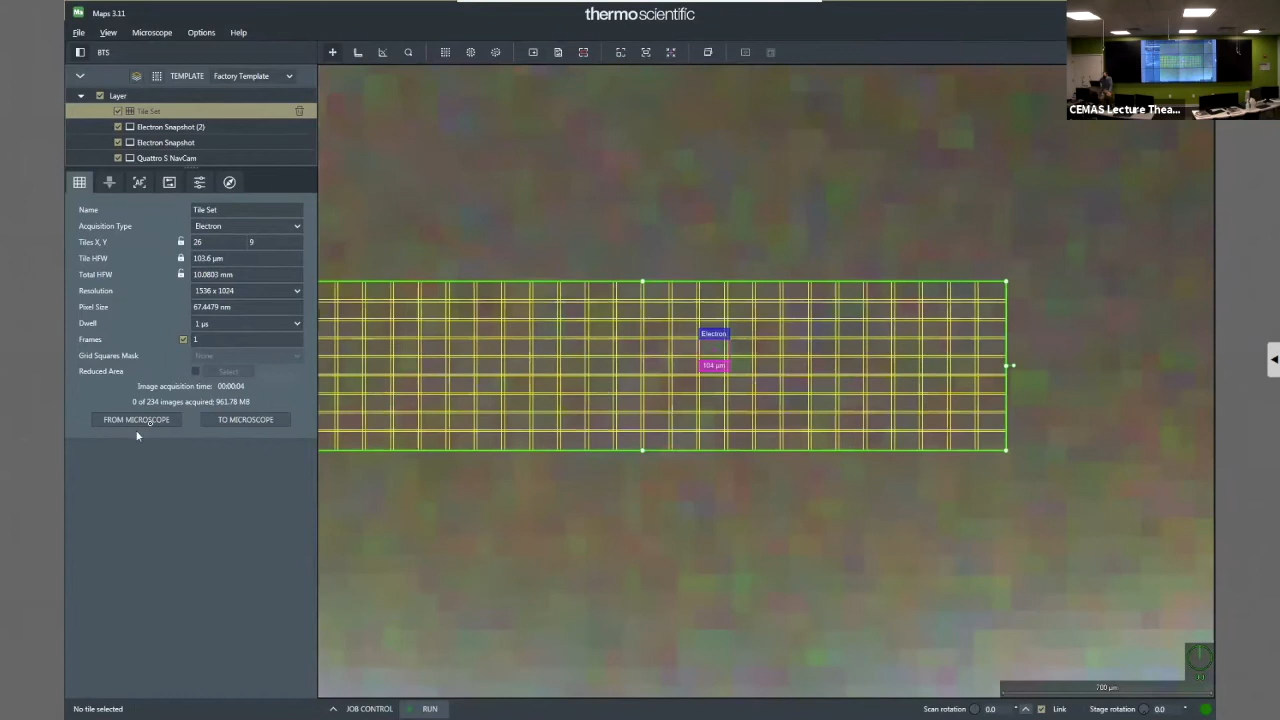 Maps 3.11
thermo scientific
File View Microscope Options Help
BTS
TEMPLATE Factory Template
Layer
Tile Set
Electron Snapshot (2)
Electron Snapshot
Quattro S NavCam
AF
Name Tile Set
Acquisition Type Electron
Tiles X, Y 26 9
Tile HFW 103.6 µm
Total HFW 10.0803 mm
Resolution 1536 x 1024
Pixel Size 67.4479 nm
Dwell 1 µs
Frames 1
Grid Squares Mask None
Reduced Area Select
Image acquisition time: 00:00:04
0 of 234 images acquired; 961.78 MB
FROM MICROSCOPE TO MICROSCOPE
Electron
104 µm
CEMAS Lecture Thea...
700 µm
No tile selected JOB CONTROL RUN Scan rotation 0.0 ° Link Stage rotation 0.0 °